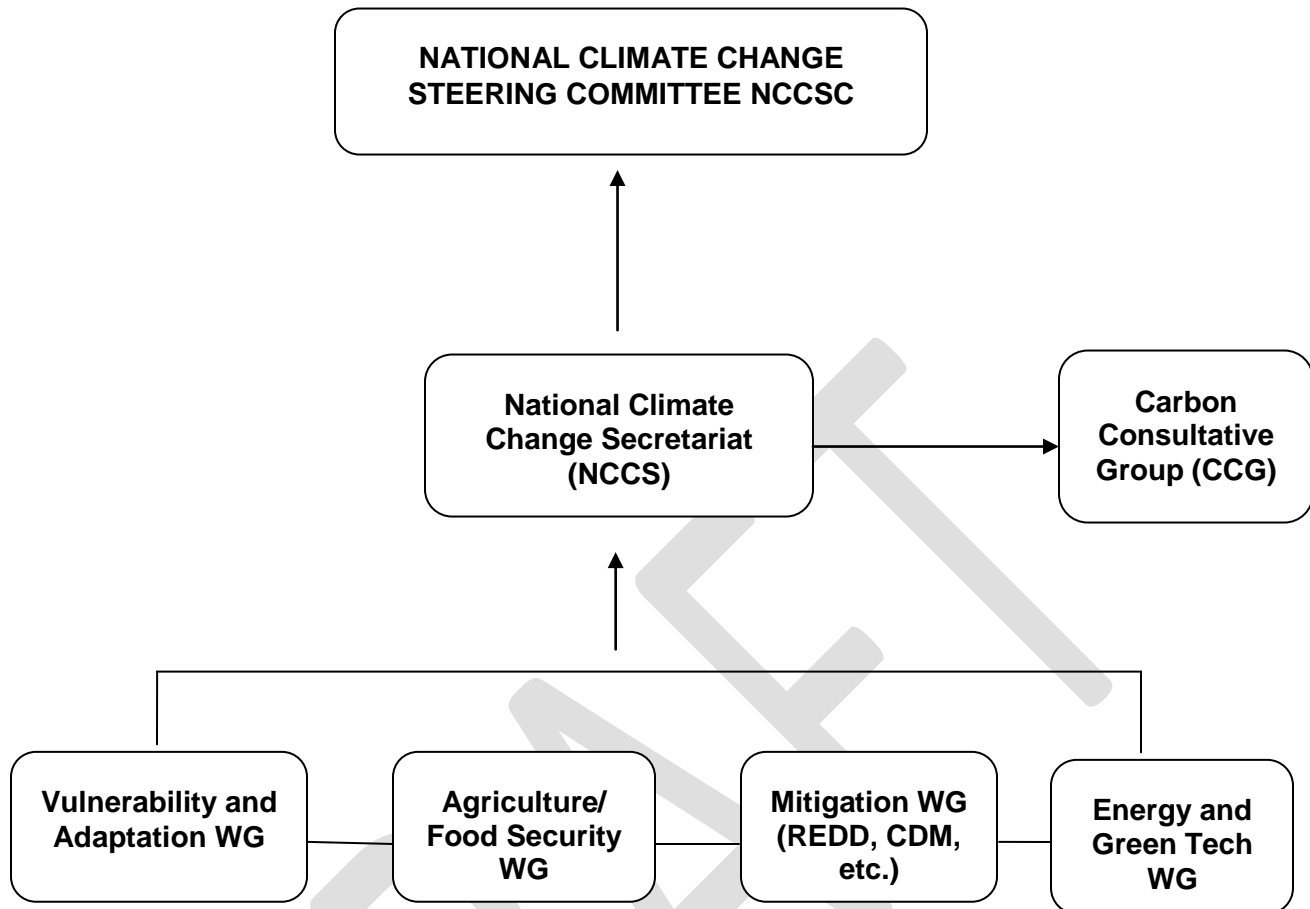 NATIONAL CLIMATE CHANGE
STEERING COMMITTEE NCCSC
National Climate
Change Secretariat
(NCCS)
Carbon
Consultative
Group (CCG)
Vulnerability and
Adaptation WG
Agriculture/
Food Security
WG
Mitigation WG
(REDD, CDM,
etc.)
Energy and
Green Tech
WG
DRAFT